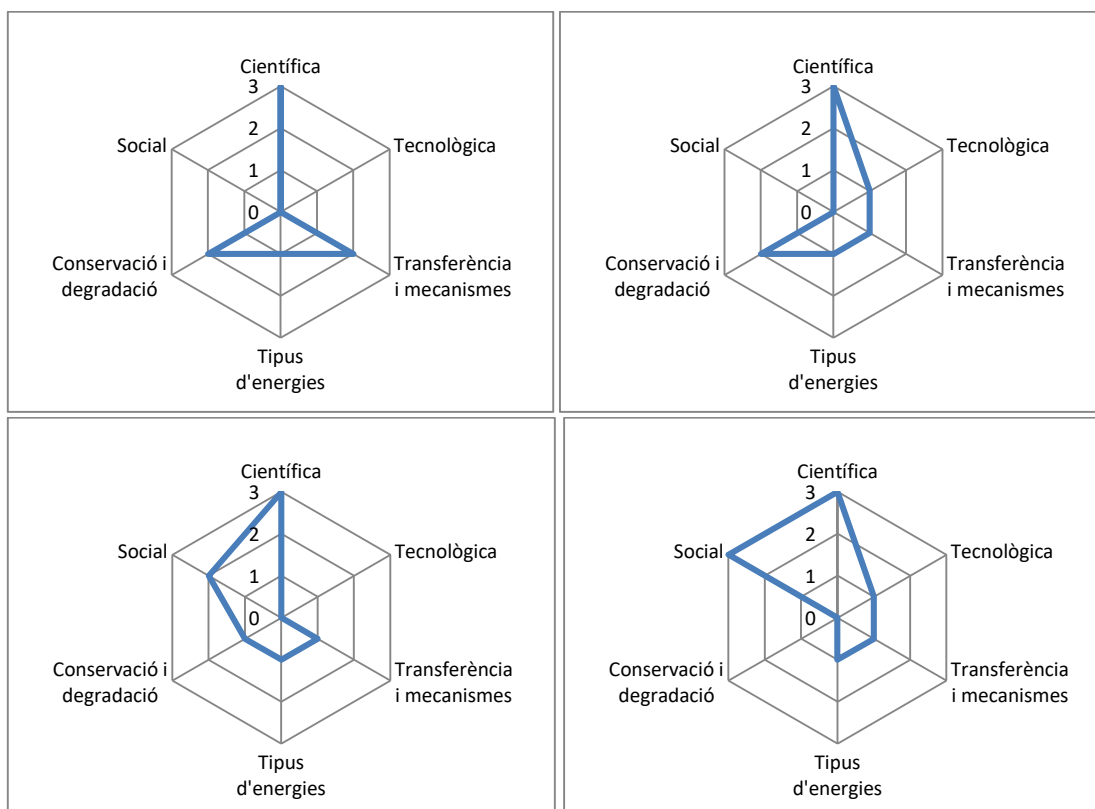 Científica
3
2
1
0
Tecnològica
Transferència
i mecanismes
Tipus
d'energies
Conservació i
degradació
Social
Científica
3
2
1
0
Tecnològica
Transferència
i mecanismes
Tipus
d'energies
Conservació i
degradació
Social
Científica
3
2
1
0
Tecnològica
Transferència
i mecanismes
Tipus
d'energies
Conservació i
degradació
Social
Científica
3
2
1
0
Tecnològica
Transferència
i mecanismes
Tipus
d'energies
Conservació i
degradació
Social